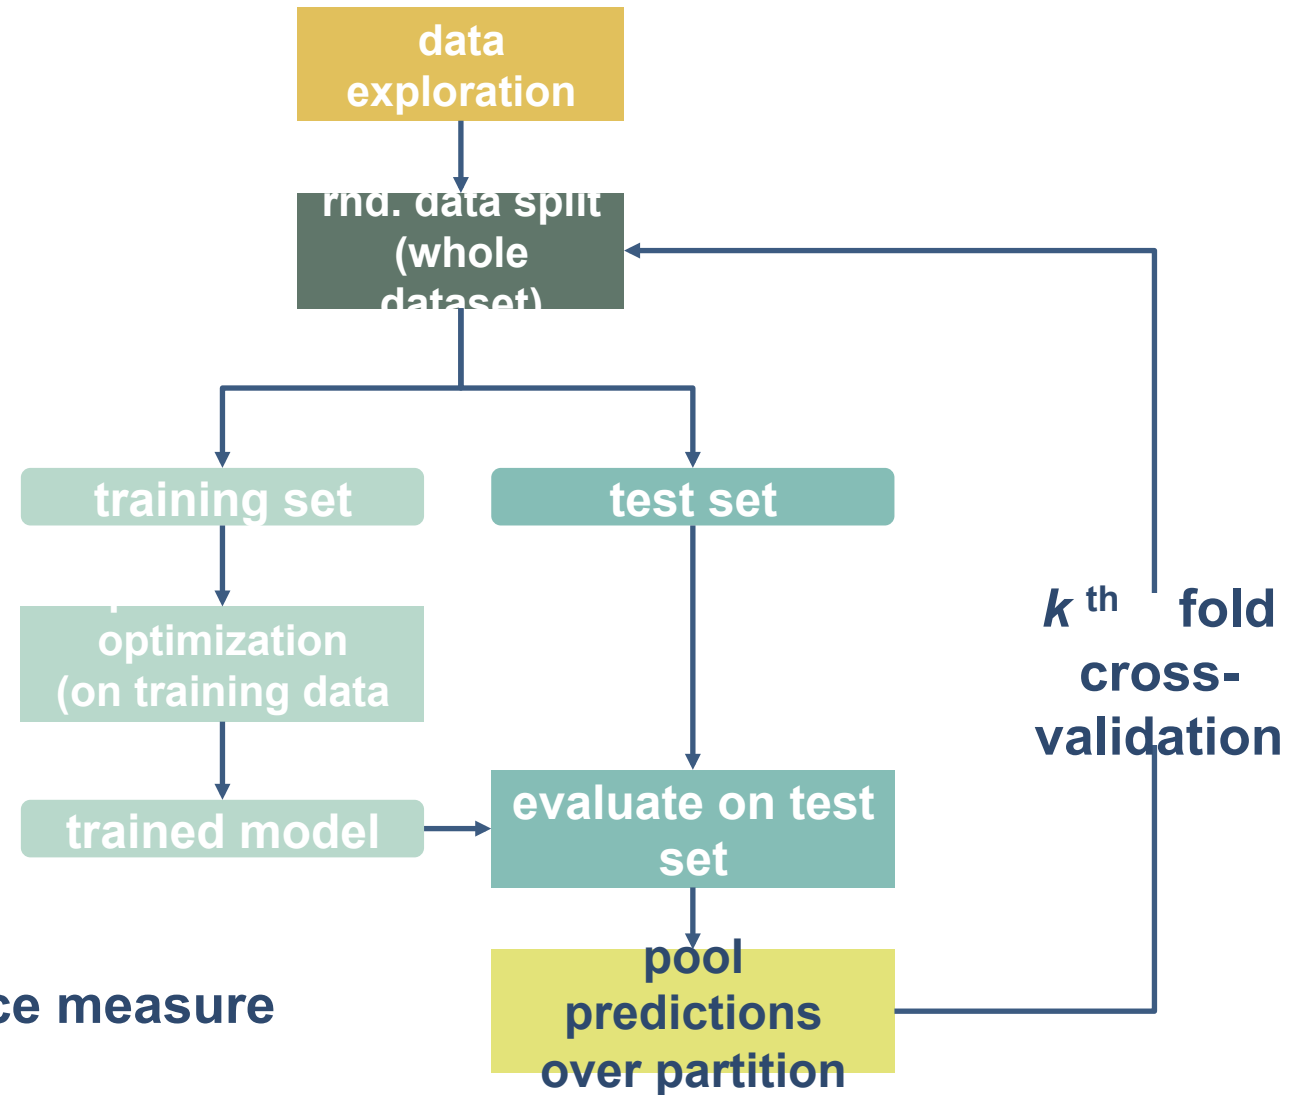 data
exploration
rnd. data split
(whole
dataset)
training set
test set
optimization
(on training data
k th fold
cross-
validation
trained model
evaluate on test
set
pool
predictions
over partition
ce measure